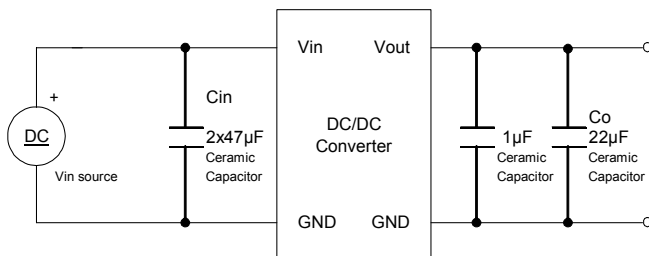 Vin Vout
+
Cin
2x47µF
Ceramic
Capacitor
DC
Vin source
DC/DC
Converter
1µF
Ceramic
Capacitor
Co
22µF
Ceramic
Capacitor
GND GND